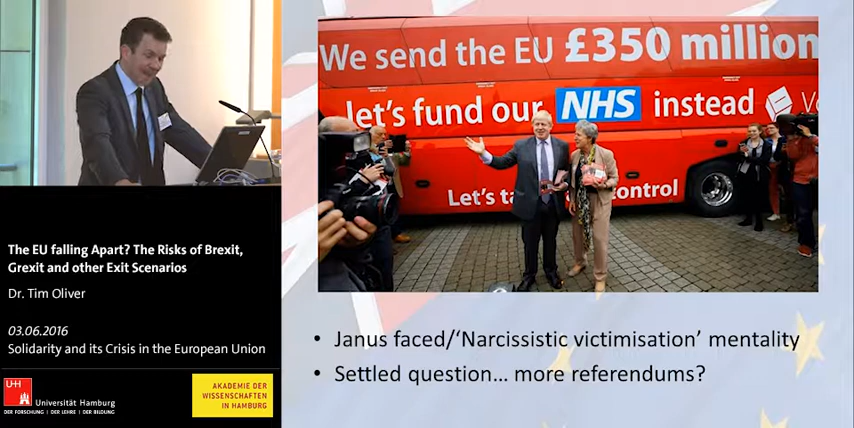 The EU falling Apart? The Risks of Brexit,
Grexit and other Exit Scenarios
Dr. Tim Oliver
03.06.2016
Solidarity and its Crisis in the European Union
UH
Universität Hamburg
DER FORSCHUNG | DER LEHRE | DER BILDUNG
AKADEMIE DER
WISSENSCHAFTEN
IN HAMBURG
We send the EU £350 million
let's fund our NHS instead
Let's control
• Janus faced/‘Narcissistic victimisation’ mentality
• Settled question... more referendums?